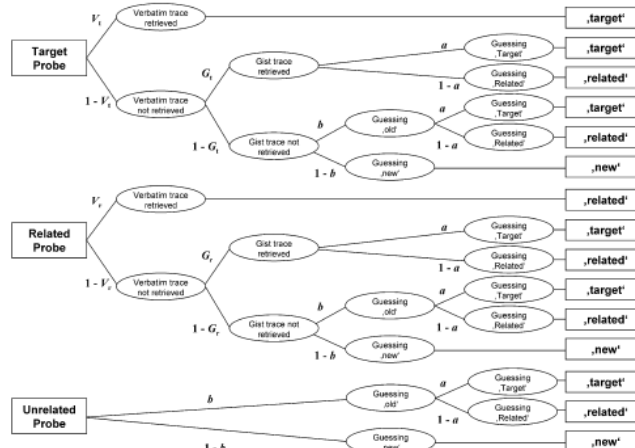 Vt
Verbatim trace
retrieved
‚target‘
Target
Probe
Gt
Gist trace
retrieved
a
Guessing
‚Target‘
‚target‘
1 - a
Guessing
‚Related‘
‚related‘
1 - Vt
Verbatim trace
not retrieved
1 - Gt
Gist trace not
retrieved
b
Guessing
‚old‘
a
Guessing
‚Target‘
‚target‘
1 - a
Guessing
‚Related‘
‚related‘
1 - b
Guessing
‚new‘
‚new‘
Vr
Verbatim trace
retrieved
‚related‘
Related
Probe
Gr
Gist trace
retrieved
a
Guessing
‚Target‘
‚target‘
1 - a
Guessing
‚Related‘
‚related‘
1 - Vr
Verbatim trace
not retrieved
1 - Gr
Gist trace not
retrieved
b
Guessing
‚old‘
a
Guessing
‚Target‘
‚target‘
1 - a
Guessing
‚Related‘
‚related‘
1 - b
Guessing
‚new‘
‚new‘
Unrelated
Probe
b
Guessing
‚old‘
a
Guessing
‚Target‘
‚target‘
1 - a
Guessing
‚Related‘
‚related‘
1 - b
Guessing
‚new‘
‚new‘